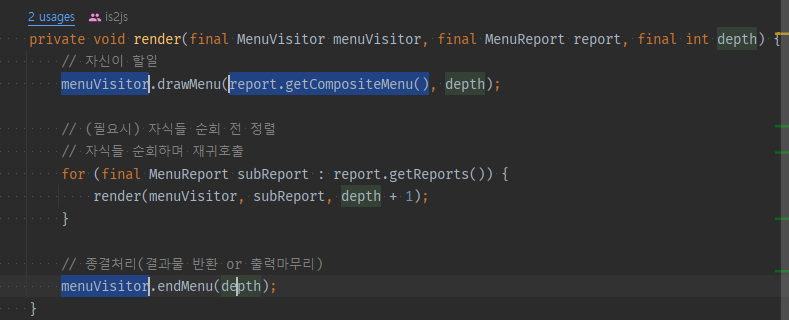 2 usages is2js
private void render(final MenuVisitor menuVisitor, final MenuReport report, final int depth) {
// 자신이 할일
menuVisitor.drawMenu(report.getCompositeMenu(), depth);
// (필요시) 자식들 순회 전 정렬
// 자식들 순회하며 재귀호출
for (final MenuReport subReport : report.getReports()) {
render(menuVisitor, subReport, depth + 1);
}
// 종결처리(결과물 반환 or 출력마무리)
menuVisitor.endMenu(depth);
}